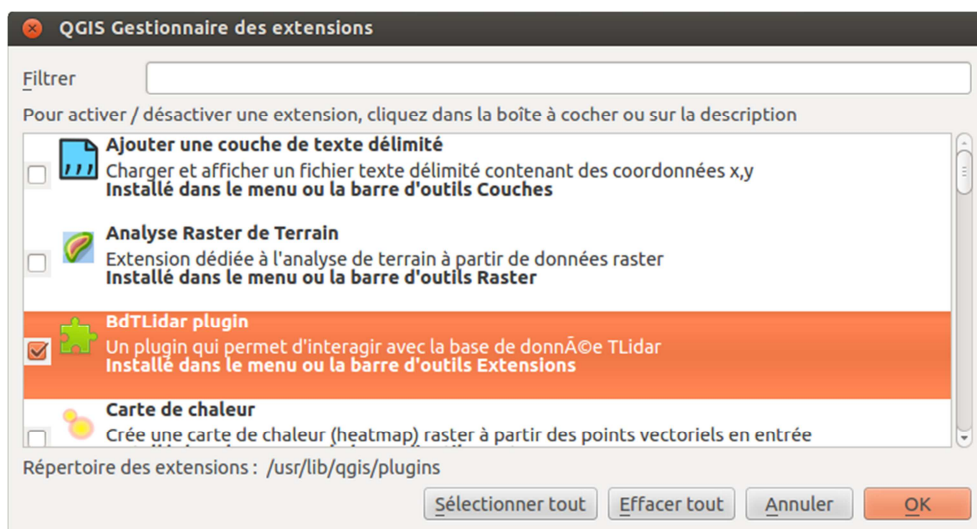 QGIS Gestionnaire des extensions
Filtrer
Pour activer / désactiver une extension, cliquez dans la boîte à cocher ou sur la description
Ajouter une couche de texte délimité
Charger et afficher un fichier texte délimité contenant des coordonnées x,y
Installé dans le menu ou la barre d'outils Couches
Analyse Raster de Terrain
Extension dédiée à l'analyse de terrain à partir de données raster
Installé dans le menu ou la barre d'outils Raster
BdTLidar plugin
Un plugin qui permet d'interagir avec la base de donnÃ©e TLidar
Installé dans le menu ou la barre d'outils Extensions
Carte de chaleur
Crée une carte de chaleur (heatmap) raster à partir des points vectoriels en entrée
Répertoire des extensions : /usr/lib/qgis/plugins
Sélectionner tout
Effacer tout
Annuler
OK